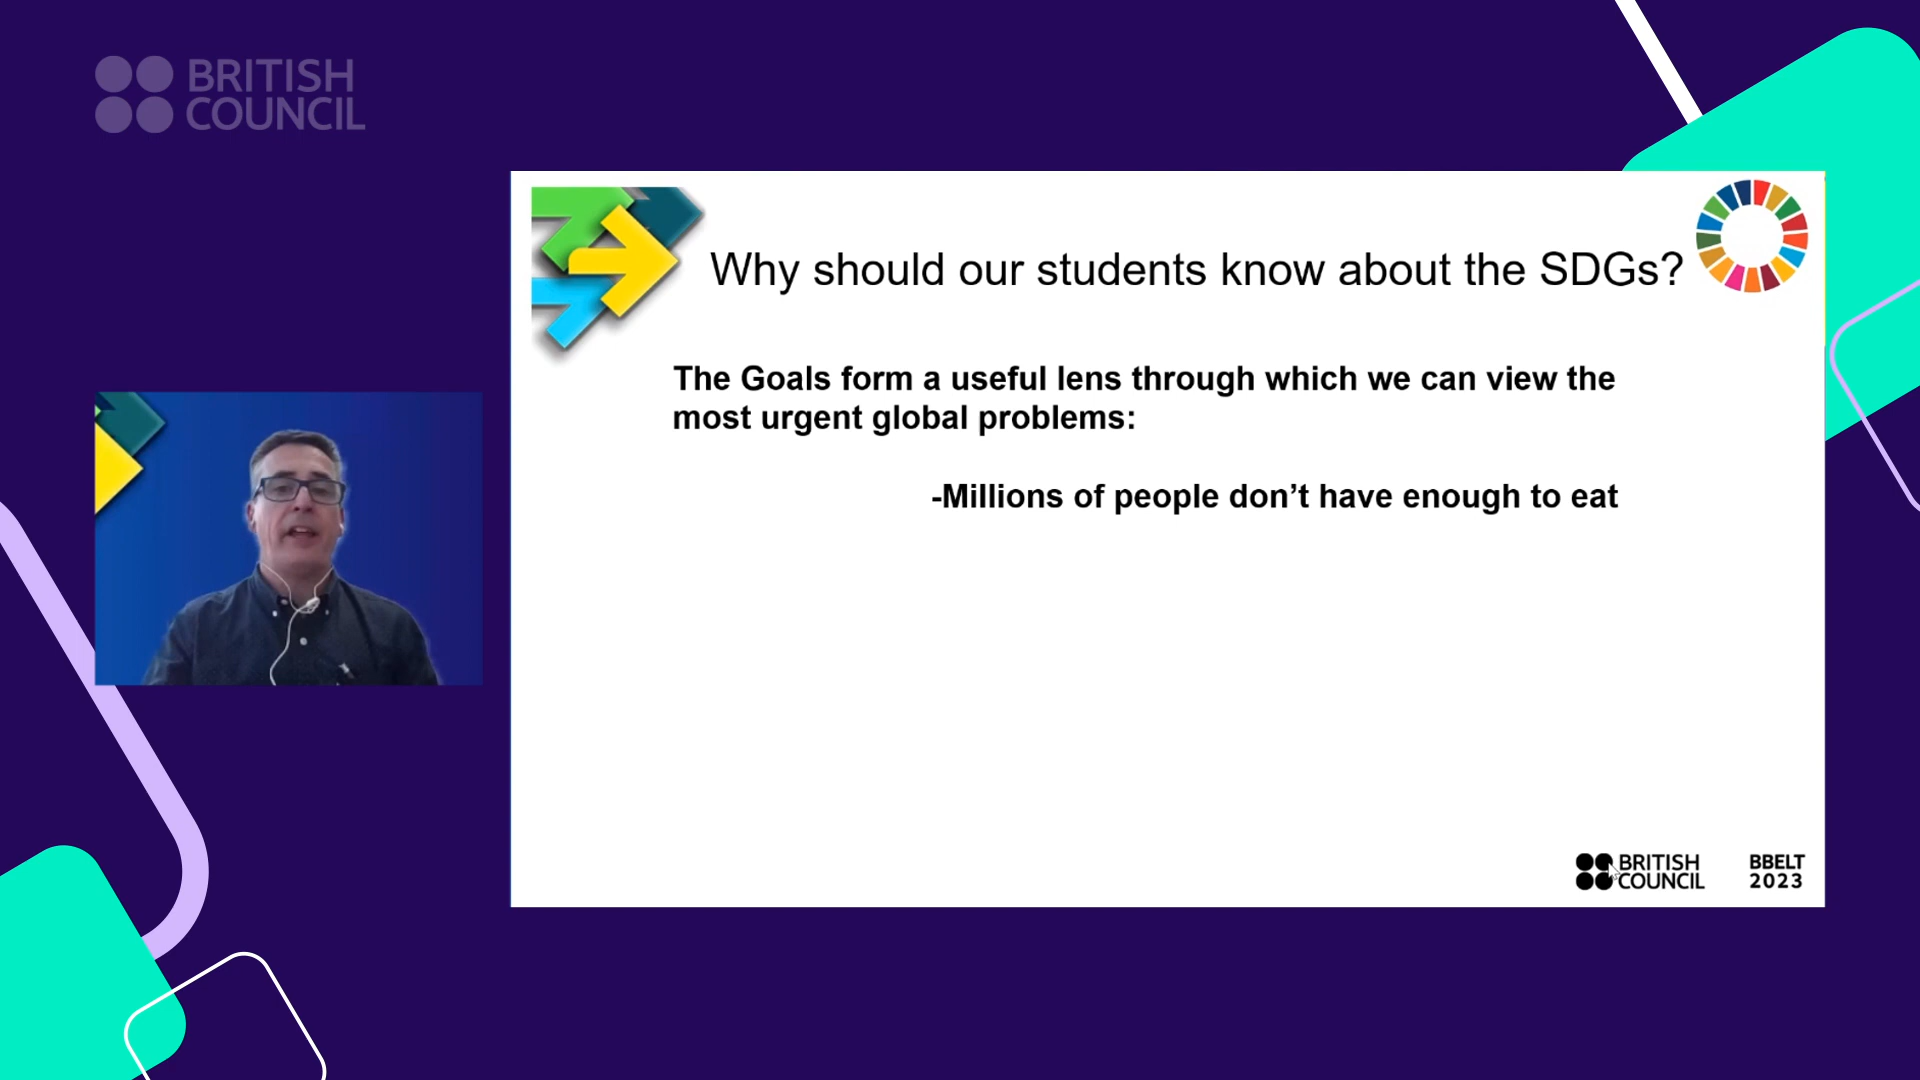 BRITISH
COUNCIL
Why should our students know about the SDGs?
The Goals form a useful lens through which we can view the
most urgent global problems:
-Millions of people don’t have enough to eat
BRITISH
COUNCIL
BBELT
2023